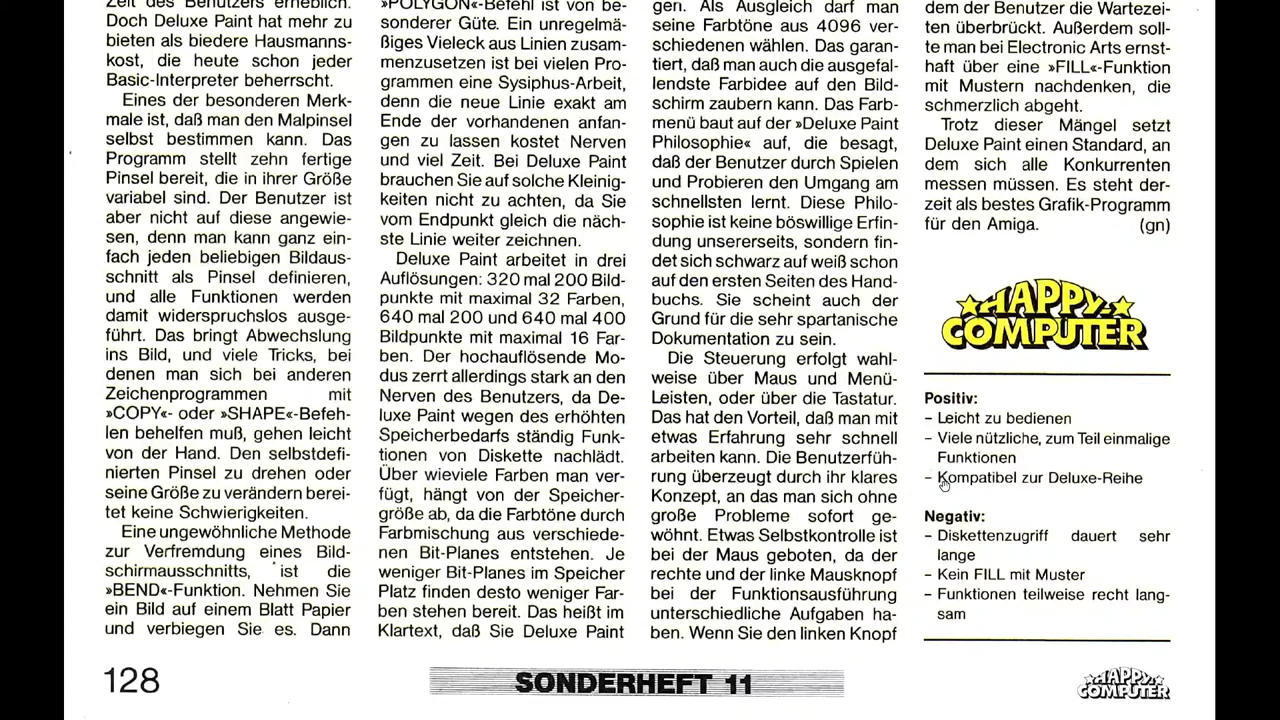 Zeit des Benutzers erheblich.
Doch Deluxe Paint hat mehr zu
bieten als biedere Hausmanns-
kost, die heute schon jeder
Basic-Interpreter beherrscht.
Eines der besonderen Merk-
male ist, daß man den Malpinsel
selbst bestimmen kann. Das
Programm stellt zehn fertige
Pinsel bereit, die in ihrer Größe
variabel sind. Der Benutzer ist
aber nicht auf diese angewie-
sen, denn man kann ganz ein-
fach jeden beliebigen Bildaus-
schnitt als Pinsel definieren,
und alle Funktionen werden
damit widerspruchslos ausge-
führt. Das bringt Abwechslung
ins Bild, und viele Tricks, bei
denen man sich bei anderen
Zeichenprogrammen mit
»COPY«- oder »SHAPE«-Befeh-
len behelfen muß, gehen leicht
von der Hand. Den selbstdefi-
nierten Pinsel zu drehen oder
seine Größe zu verändern berei-
tet keine Schwierigkeiten.
Eine ungewöhnliche Methode
zur Verfremdung eines Bild-
schirmausschnitts, ist die
»BEND«-Funktion. Nehmen Sie
ein Bild auf einem Blatt Papier
und verbiegen Sie es. Dann
»POLYGON«-Befehl ist von be-
sonderer Güte. Ein unregelmä-
ßiges Vieleck aus Linien zusam-
menzusetzen ist bei vielen Pro-
grammen eine Sysiphus-Arbeit,
denn die neue Linie exakt am
Ende der vorhandenen anfan-
gen zu lassen kostet Nerven
und viel Zeit. Bei Deluxe Paint
brauchen Sie auf solche Kleinig-
keiten nicht zu achten, da Sie
vom Endpunkt gleich die näch-
ste Linie weiter zeichnen.
Deluxe Paint arbeitet in drei
Auflösungen: 320 mal 200 Bild-
punkte mit maximal 32 Farben,
640 mal 200 und 640 mal 400
Bildpunkte mit maximal 16 Far-
ben. Der hochauflösende Mo-
dus zerrt allerdings stark an den
Nerven des Benutzers, da De-
luxe Paint wegen des erhöhten
Speicherbedarfs ständig Funk-
tionen von Diskette nachlädt.
Über wieviele Farben man ver-
fügt, hängt von der Speicher-
größe ab, da die Farbtöne durch
Farbmischung aus verschiede-
nen Bit-Planes entstehen. Je
weniger Bit-Planes im Speicher
Platz finden desto weniger Far-
ben stehen bereit. Das heißt im
Klartext, daß Sie Deluxe Paint
gen. Als Ausgleich darf man
seine Farbtöne aus 4096 ver-
schiedenen wählen. Das garan-
tiert, daß man auch die ausgefal-
lendste Farbidee auf den Bild-
schirm zaubern kann. Das Farb-
menü baut auf der »Deluxe Paint
Philosophie« auf, die besagt,
daß der Benutzer durch Spielen
und Probieren den Umgang am
schnellsten lernt. Diese Philo-
sophie ist keine böswillige Erfin-
dung unsererseits, sondern fin-
det sich schwarz auf weiß schon
auf den ersten Seiten des Hand-
buchs. Sie scheint auch der
Grund für die sehr spartanische
Dokumentation zu sein.
Die Steuerung erfolgt wahl-
weise über Maus und Menü-
Leisten, oder über die Tastatur.
Das hat den Vorteil, daß man mit
etwas Erfahrung sehr schnell
arbeiten kann. Die Benutzerfüh-
rung überzeugt durch ihr klares
Konzept, an das man sich ohne
große Probleme sofort ge-
wöhnt. Etwas Selbstkontrolle ist
bei der Maus geboten, da der
rechte und der linke Mausknopf
bei der Funktionsausführung
unterschiedliche Aufgaben ha-
ben. Wenn Sie den linken Knopf
dem der Benutzer die Wartezei-
ten überbrückt. Außerdem soll-
te man bei Electronic Arts ernst-
haft über eine »FILL«-Funktion
mit Mustern nachdenken, die
schmerzlich abgeht.
Trotz dieser Mängel setzt
Deluxe Paint einen Standard, an
dem sich alle Konkurrenten
messen müssen. Es steht der-
zeit als bestes Grafik-Programm
für den Amiga. (gn)
HAPPY
COMPUTER
Positiv:
– Leicht zu bedienen
– Viele nützliche, zum Teil einmalige
Funktionen
– Kompatibel zur Deluxe-Reihe
Negativ:
– Diskettenzugriff dauert sehr
lange
– Kein FILL mit Muster
– Funktionen teilweise recht lang-
sam
128
SONDERHEFT 11
HAPPY
COMPUTER